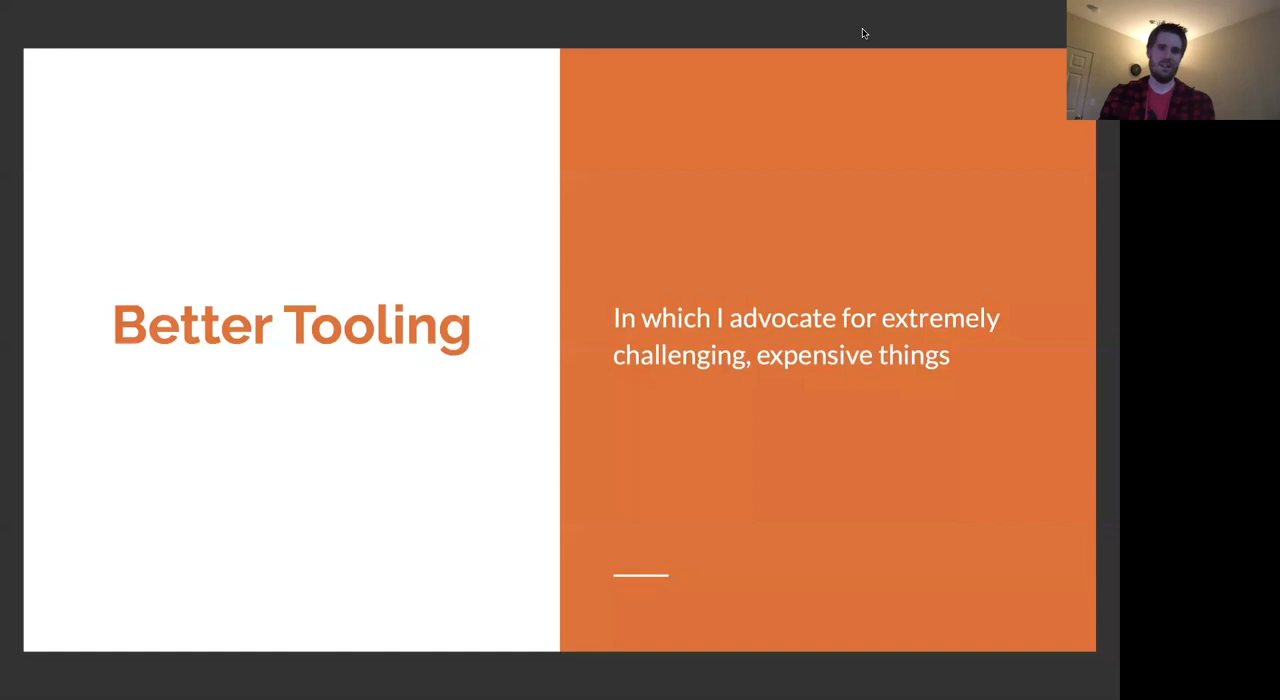 Better Tooling
In which I advocate for extremely
challenging, expensive things